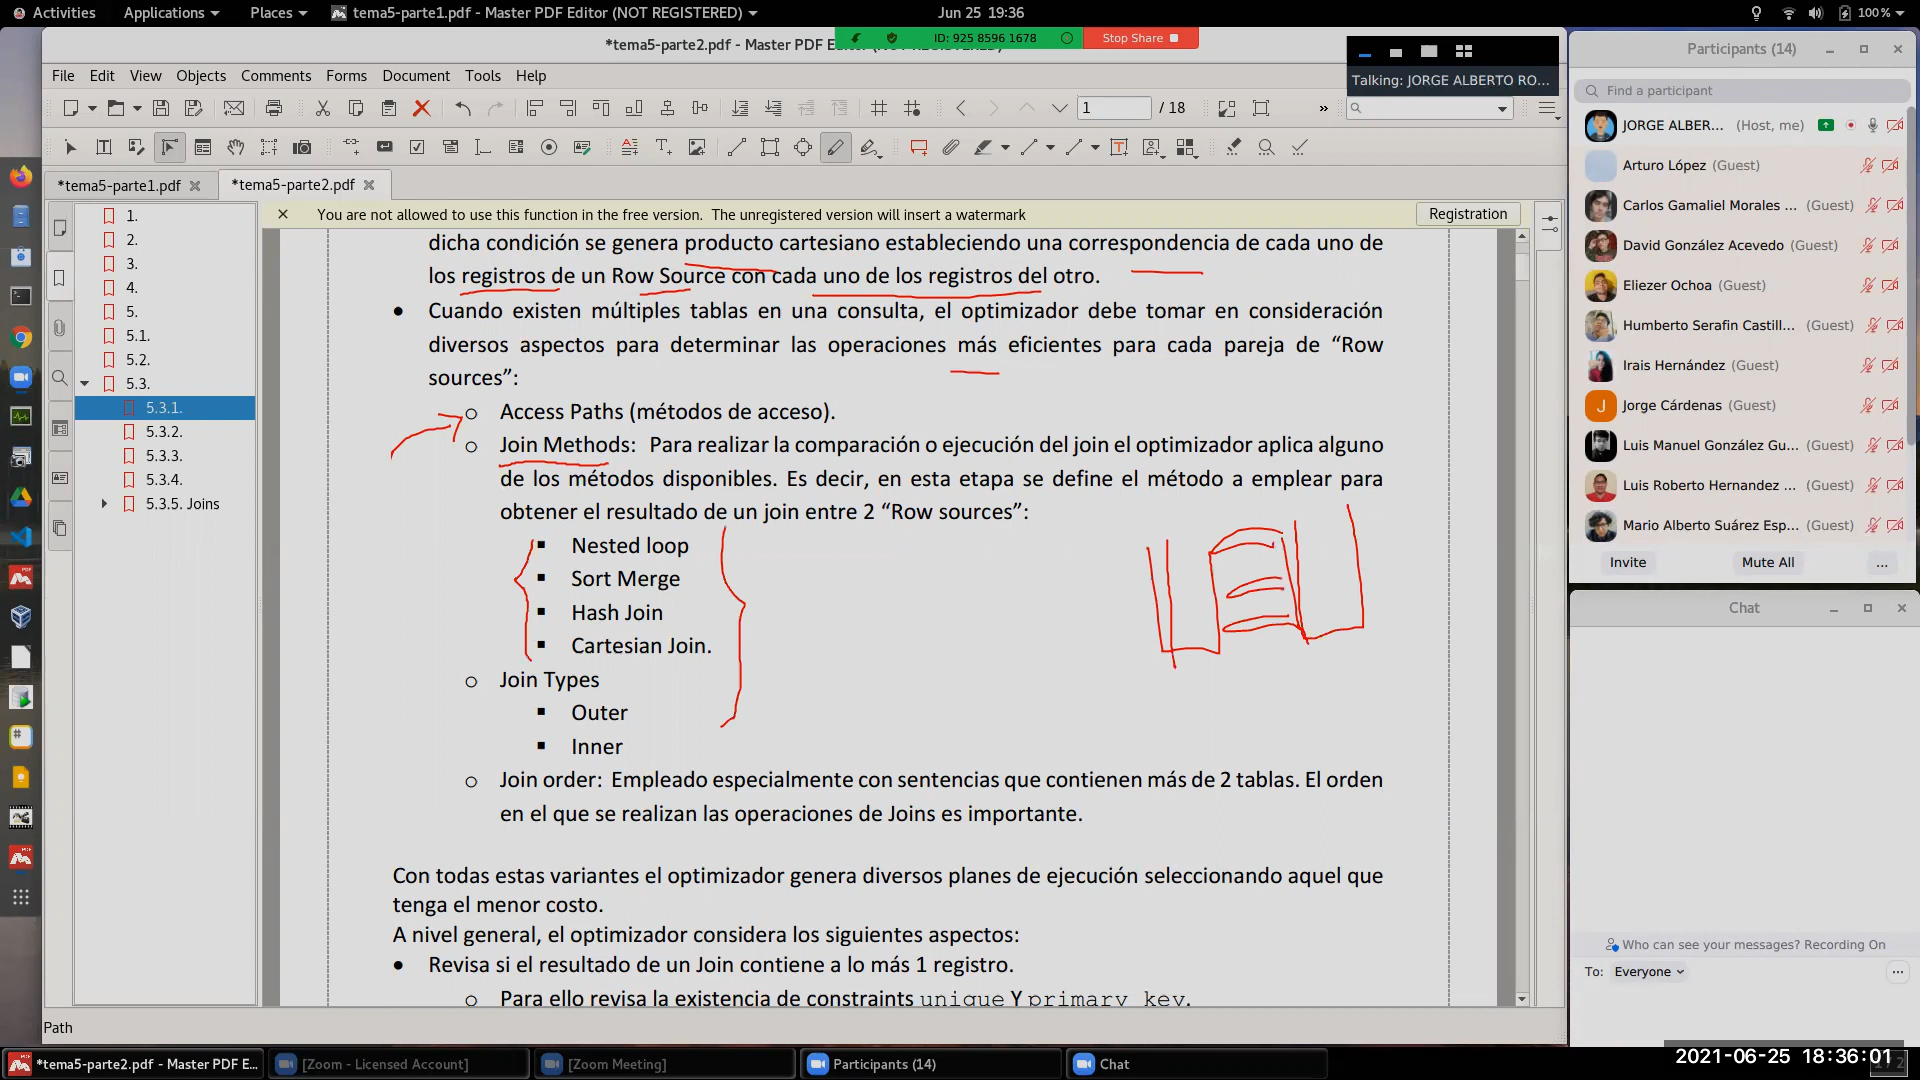 Activities
Applications
Places
tema5-parte1.pdf - Master PDF Editor (NOT REGISTERED)
Jun 25 19:36
100%
*tema5-parte2.pdf - Master PDF E
ID: 925 8596 1678
Stop Share
Talking: JORGE ALBERTO RO...
File Edit View Objects Comments Forms Document Tools Help
1 / 18
*tema5-parte1.pdf
*tema5-parte2.pdf
You are not allowed to use this function in the free version. The unregistered version will insert a watermark
Registration
1.
2.
3.
4.
5.
5.1.
5.2.
5.3.
5.3.1.
5.3.2.
5.3.3.
5.3.4.
5.3.5. Joins
dicha condición se genera producto cartesiano estableciendo una correspondencia de cada uno de
los registros de un Row Source con cada uno de los registros del otro.
• Cuando existen múltiples tablas en una consulta, el optimizador debe tomar en consideración
diversos aspectos para determinar las operaciones más eficientes para cada pareja de “Row
sources”:
o Access Paths (métodos de acceso).
o Join Methods: Para realizar la comparación o ejecución del join el optimizador aplica alguno
de los métodos disponibles. Es decir, en esta etapa se define el método a emplear para
obtener el resultado de un join entre 2 “Row sources”:
▪ Nested loop
▪ Sort Merge
▪ Hash Join
▪ Cartesian Join.
o Join Types
▪ Outer
▪ Inner
o Join order: Empleado especialmente con sentencias que contienen más de 2 tablas. El orden
en el que se realizan las operaciones de Joins es importante.
Con todas estas variantes el optimizador genera diversos planes de ejecución seleccionando aquel que
tenga el menor costo.
A nivel general, el optimizador considera los siguientes aspectos:
• Revisa si el resultado de un Join contiene a lo más 1 registro.
o Para ello revisa la existencia de constraints unique Y primary key.
Path
Participants (14)
Find a participant
JORGE ALBER... (Host, me)
Arturo López (Guest)
Carlos Gamaliel Morales ... (Guest)
David González Acevedo (Guest)
Eliezer Ochoa (Guest)
Humberto Serafin Castill... (Guest)
Irais Hernández (Guest)
J Jorge Cárdenas (Guest)
Luis Manuel González Gu... (Guest)
Luis Roberto Hernandez ... (Guest)
Mario Alberto Suárez Esp... (Guest)
Invite
Mute All
...
Chat
Who can see your messages? Recording On
To: Everyone
*tema5-parte2.pdf - Master PDF E...
[Zoom - Licensed Account]
[Zoom Meeting]
Participants (14)
Chat
2021-06-25 18:36:01